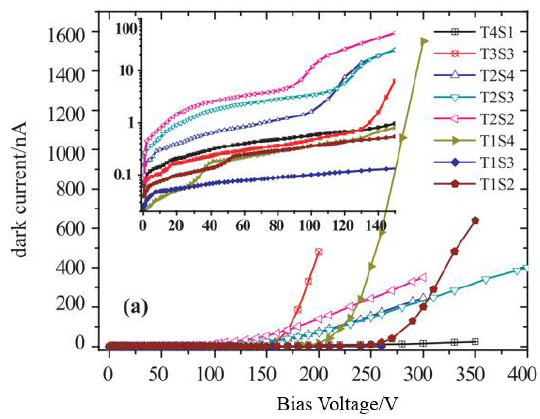 1600
1400
1200
1000
800
600
400
200
0
dark current/nA
0 50 100 150 200 250 300 350 400
Bias Voltage/V
(a)
100
10
1
0.1
0 20 40 60 80 100 120 140
T4S1
T3S3
T2S4
T2S3
T2S2
T1S4
T1S3
T1S2